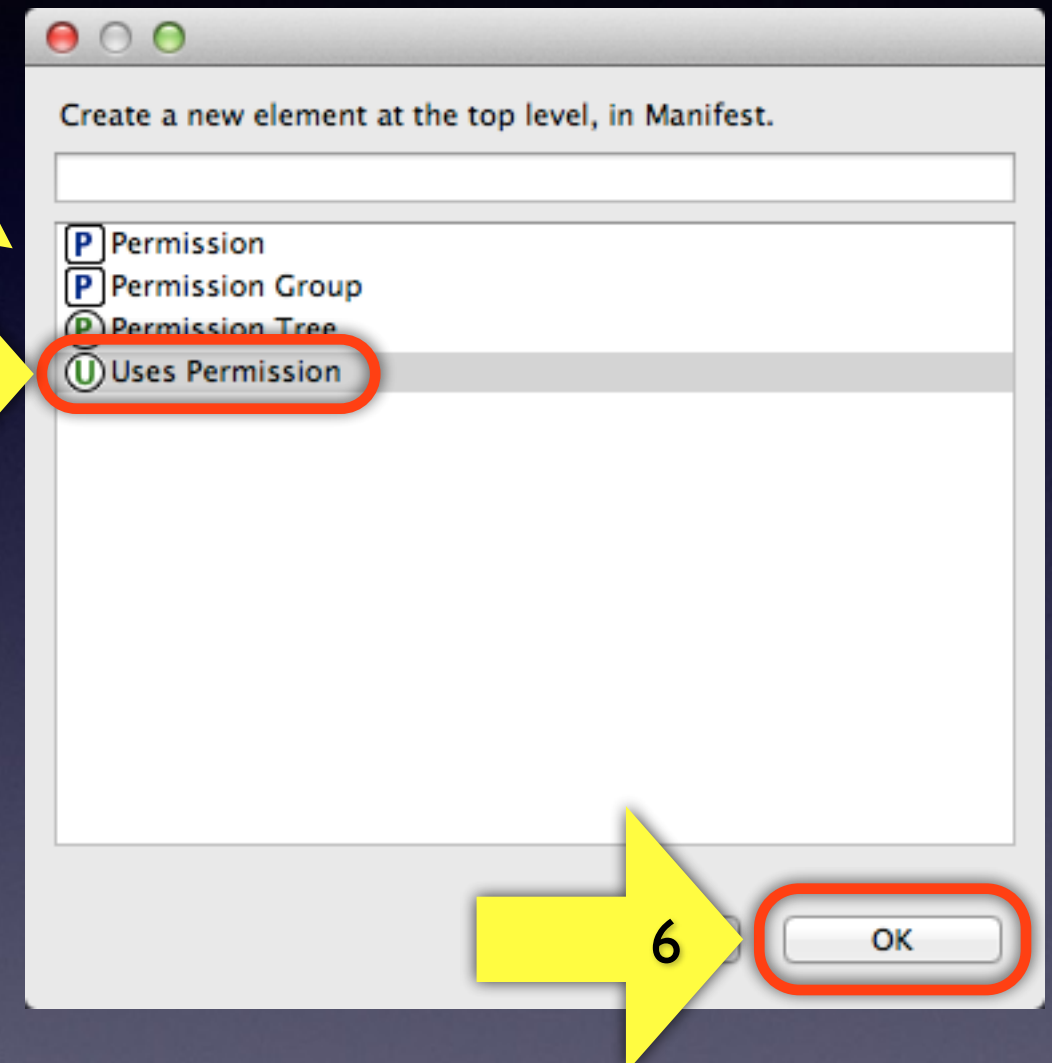 Create a new element at the top level, in Manifest.
P Permission
P Permission Group
P Permission Tree
U Uses Permission
6
OK